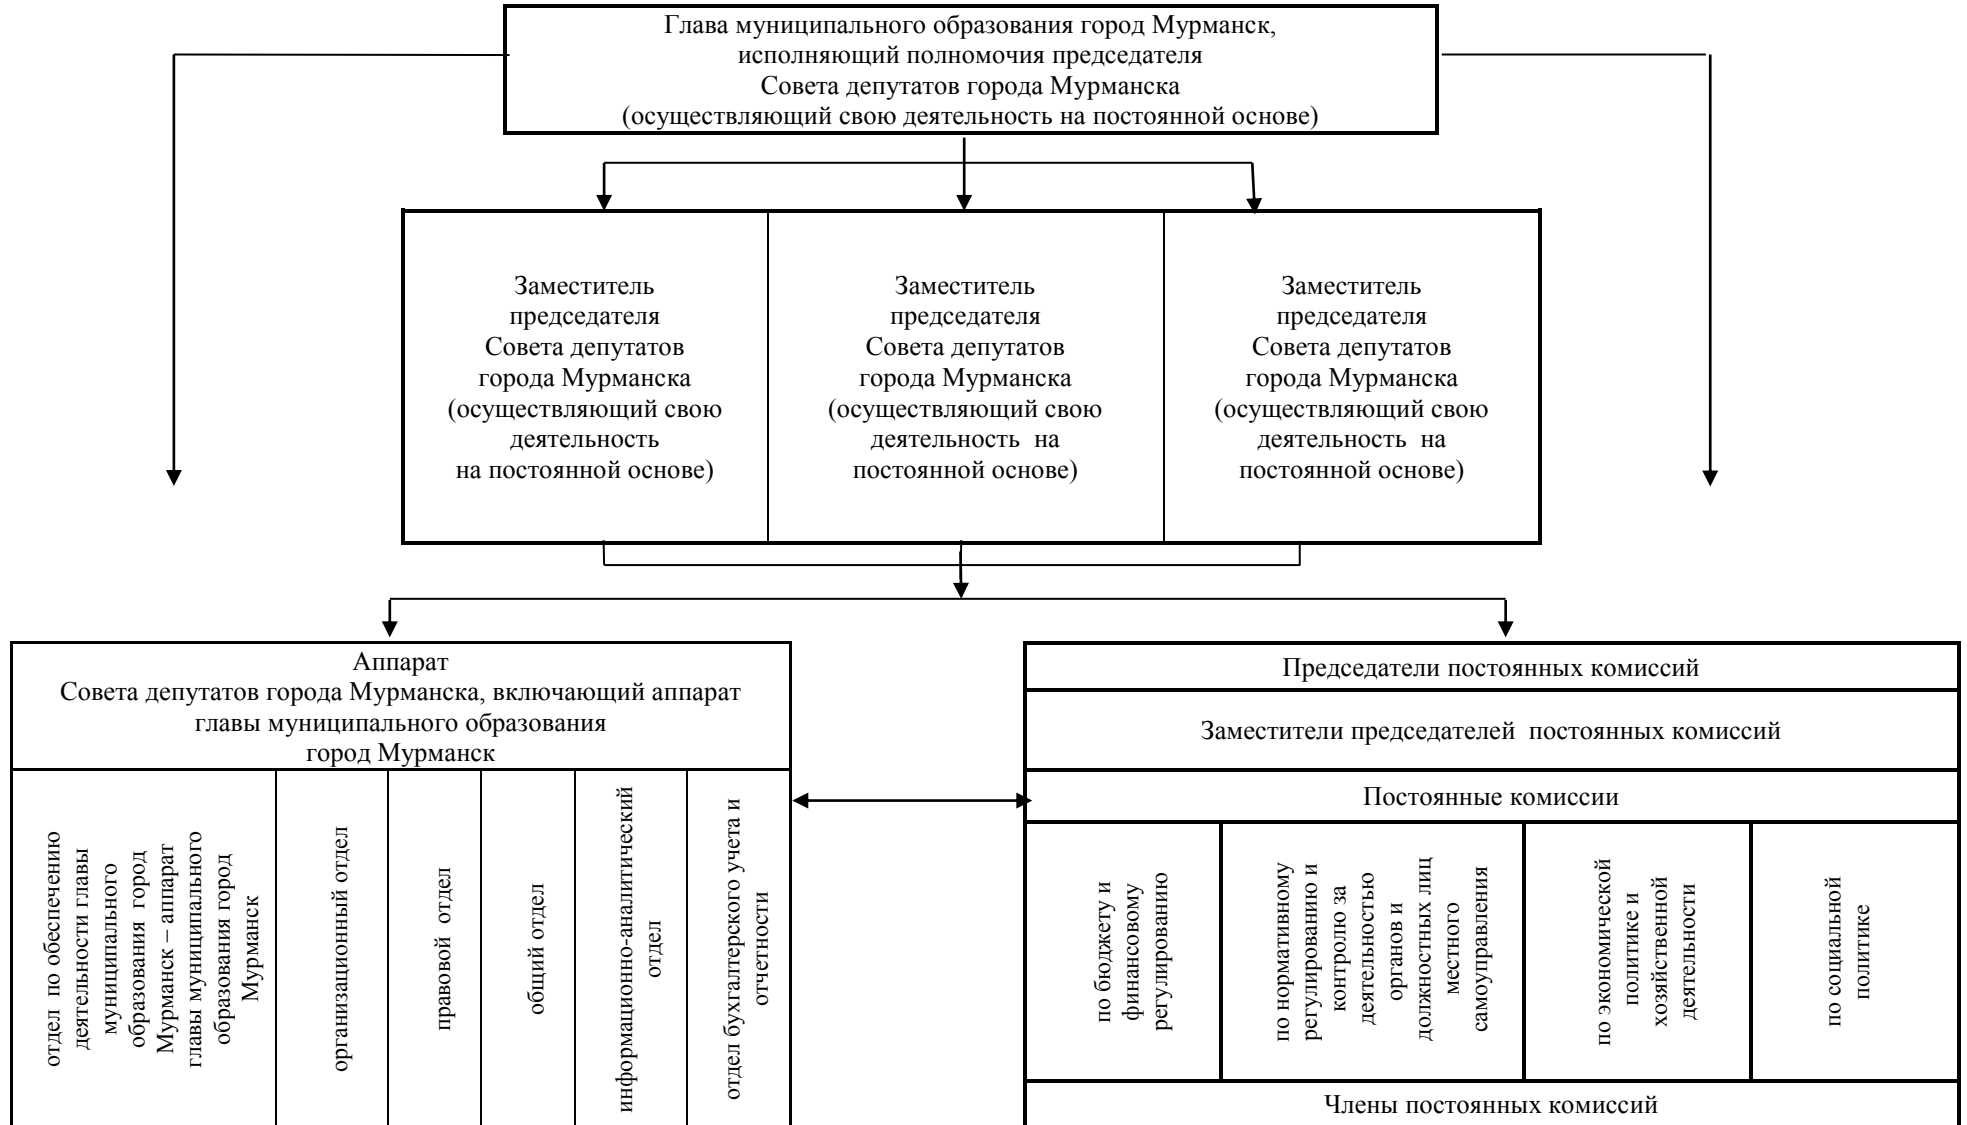 Глава муниципального образования город Мурманск,
исполняющий полномочия председателя
Совета депутатов города Мурманска
(осуществляющий свою деятельность на постоянной основе)
Заместитель
председателя
Совета депутатов
города Мурманска
(осуществляющий свою
деятельность
на постоянной основе)
Заместитель
председателя
Совета депутатов
города Мурманска
(осуществляющий свою
деятельность на
постоянной основе)
Заместитель
председателя
Совета депутатов
города Мурманска
(осуществляющий свою
деятельность на
постоянной основе)
Аппарат
Совета депутатов города Мурманска, включающий аппарат
главы муниципального образования
город Мурманск
отдел по обеспечению
деятельности главы
муниципального
образования город
Мурманск – аппарат
главы муниципального
образования город
Мурманск
организационный отдел
правовой отдел
общий отдел
информационно-аналитический
отдел
отдел бухгалтерского учета и
отчетности
Председатели постоянных комиссий
Заместители председателей постоянных комиссий
Постоянные комиссии
по бюджету и
финансовому
регулированию
по нормативному
регулированию и
контролю за
деятельностью
органов и
должностных лиц
местного
самоуправления
по экономической
политике и
хозяйственной
деятельности
по социальной
политике
Члены постоянных комиссий